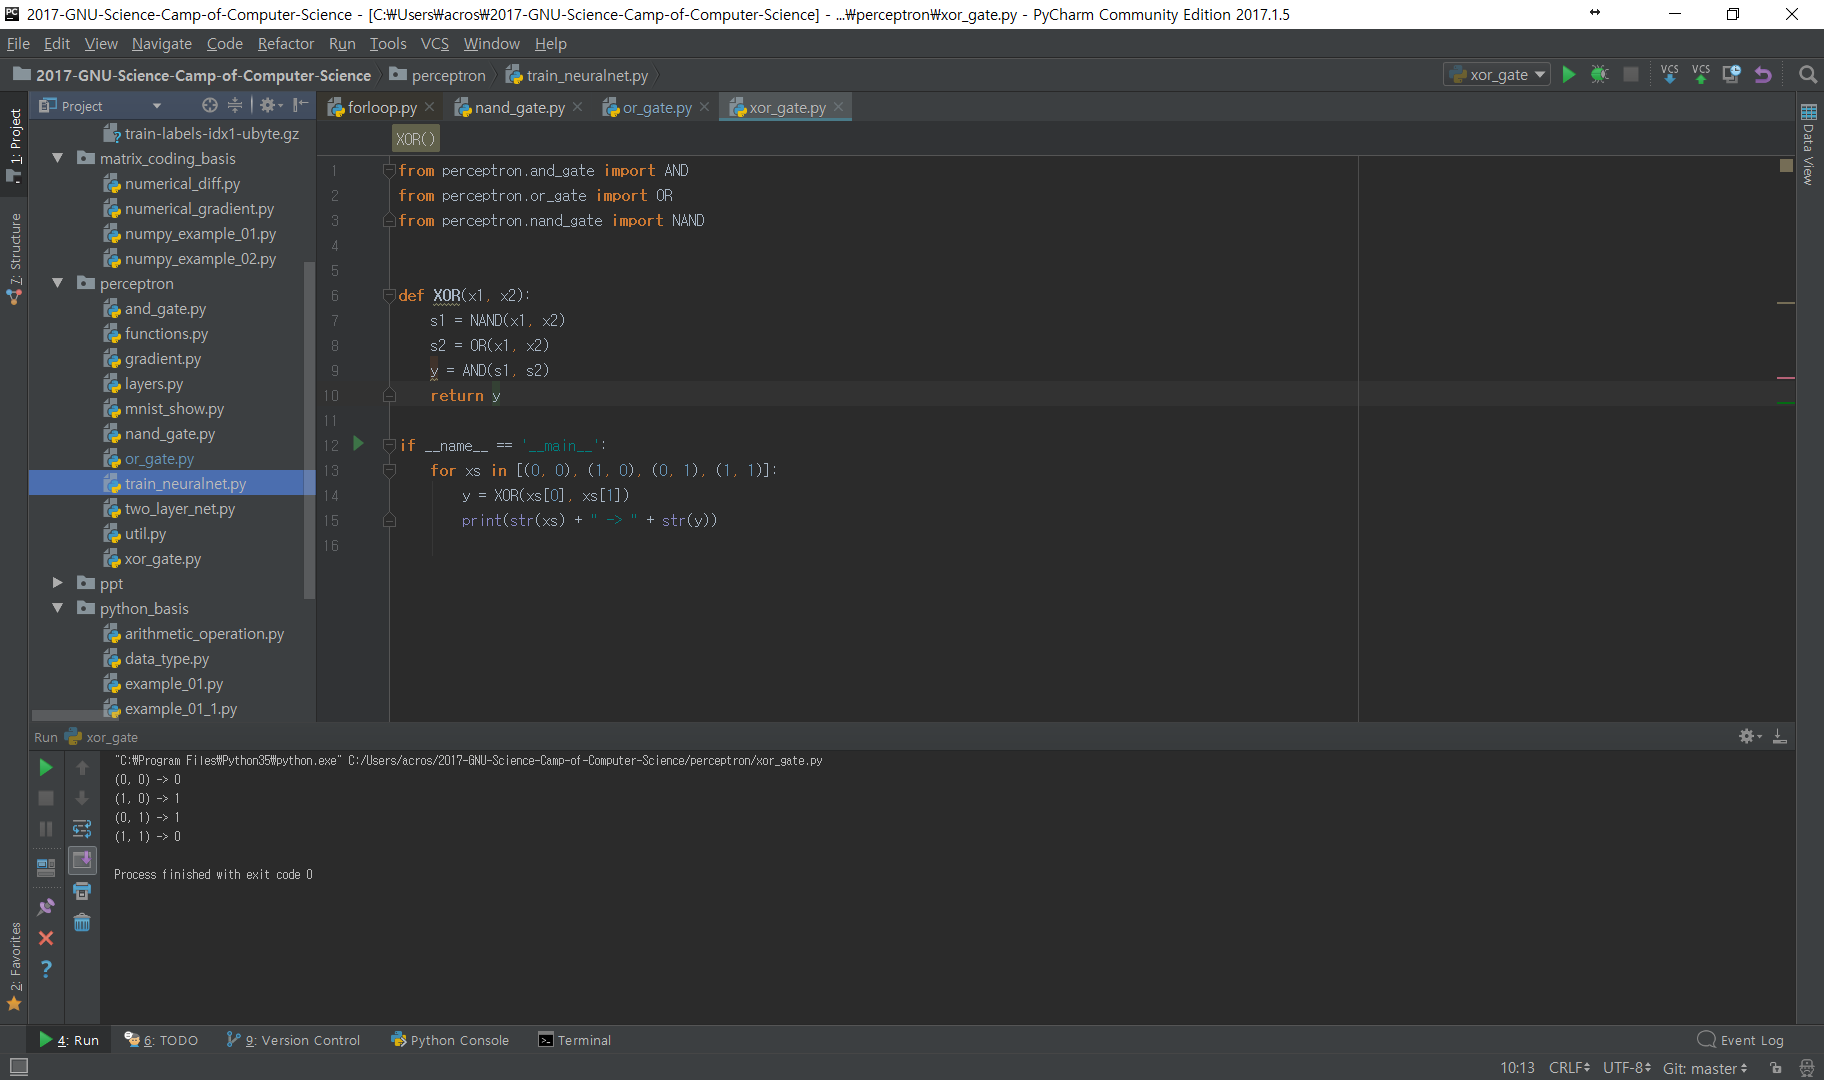 2017-GNU-Science-Camp-of-Computer-Science - [C:₩Users₩acros₩2017-GNU-Science-Camp-of-Computer-Science] - ...₩perceptron₩xor_gate.py - PyCharm Community Edition 2017.1.5
File Edit View Navigate Code Refactor Run Tools VCS Window Help
2017-GNU-Science-Camp-of-Computer-Science perceptron train_neuralnet.py xor_gate VCS VCS
Project forloop.py nand_gate.py or_gate.py xor_gate.py
1: Project
7: Structure
2: Favorites
Data View
train-labels-idx1-ubyte.gz
matrix_coding_basis
numerical_diff.py
numerical_gradient.py
numpy_example_01.py
numpy_example_02.py
perceptron
and_gate.py
functions.py
gradient.py
layers.py
mnist_show.py
nand_gate.py
or_gate.py
train_neuralnet.py
two_layer_net.py
util.py
xor_gate.py
ppt
python_basis
arithmetic_operation.py
data_type.py
example_01.py
example_01_1.py
XOR()
1 from perceptron.and_gate import AND
2 from perceptron.or_gate import OR
3 from perceptron.nand_gate import NAND
4
5
6 def XOR(x1, x2):
7 s1 = NAND(x1, x2)
8 s2 = OR(x1, x2)
9 y = AND(s1, s2)
10 return y
11
12 if __name__ == '__main__':
13 for xs in [(0, 0), (1, 0), (0, 1), (1, 1)]:
14 y = XOR(xs[0], xs[1])
15 print(str(xs) + " -> " + str(y))
16
Run xor_gate
"C:₩Program Files₩Python35₩python.exe" C:/Users/acros/2017-GNU-Science-Camp-of-Computer-Science/perceptron/xor_gate.py
(0, 0) -> 0
(1, 0) -> 1
(0, 1) -> 1
(1, 1) -> 0
Process finished with exit code 0
4: Run 6: TODO 9: Version Control Python Console Terminal Event Log
10:13 CRLF UTF-8 Git: master